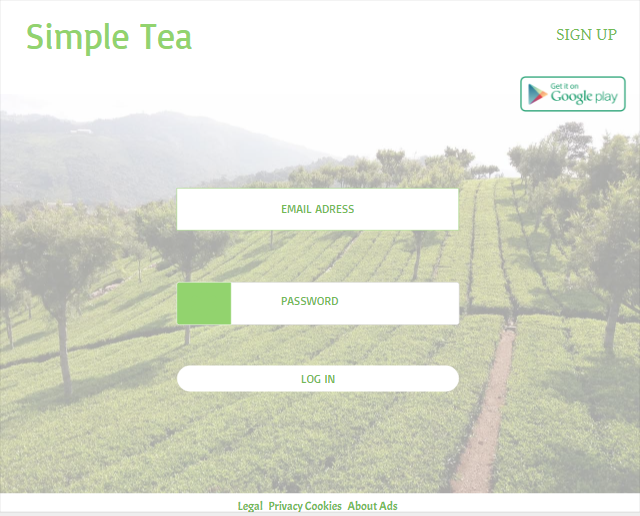 Simple Tea
SIGN UP
Get it on
Google play
EMAIL ADRESS
PASSWORD
LOG IN
Legal Privacy Cookies About Ads